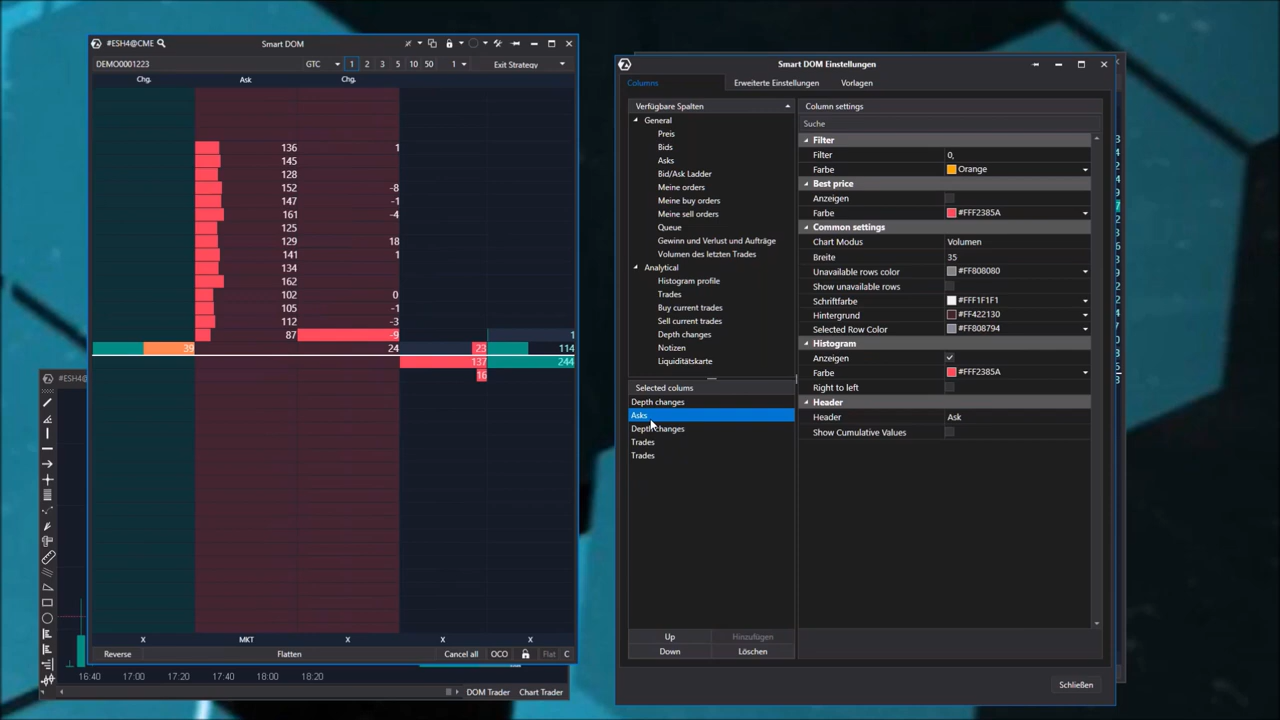 #ESH4@CME
Smart DOM
DEMO0001223
GTC
1
2
3
5
10
50
1
Exit Strategy
Chg.
Ask
Chg.
136
1
145
128
152
-8
147
-1
161
-4
125
129
18
141
1
134
162
102
0
105
-1
112
-3
87
-9
1
39
24
23
114
137
244
16
X
MKT
X
X
X
Reverse
Flatten
Cancel all
OCO
Flat
C
#ESH4@
16:40
17:00
17:20
17:40
18:00
18:20
DOM Trader
Chart Trader
Smart DOM Einstellungen
Columns
Erweiterte Einstellungen
Vorlagen
Verfügbare Spalten
General
Preis
Bids
Asks
Bid/Ask Ladder
Meine orders
Meine buy orders
Meine sell orders
Queue
Gewinn und Verlust und Aufträge
Volumen des letzten Trades
Analytical
Histogram profile
Trades
Buy current trades
Sell current trades
Depth changes
Notizen
Liquiditätskarte
Selected colums
Depth changes
Asks
Depth changes
Trades
Trades
Up
Hinzufügen
Down
Löschen
Column settings
Suche
Filter
Filter
0,
Farbe
Orange
Best price
Anzeigen
Farbe
#FFF2385A
Common settings
Chart Modus
Volumen
Breite
35
Unavailable rows color
#FF808080
Show unavailable rows
Schriftfarbe
#FFF1F1F1
Hintergrund
#FF422130
Selected Row Color
#FF808794
Histogram
Anzeigen
Farbe
#FFF2385A
Right to left
Header
Header
Ask
Show Cumulative Values
Schließen